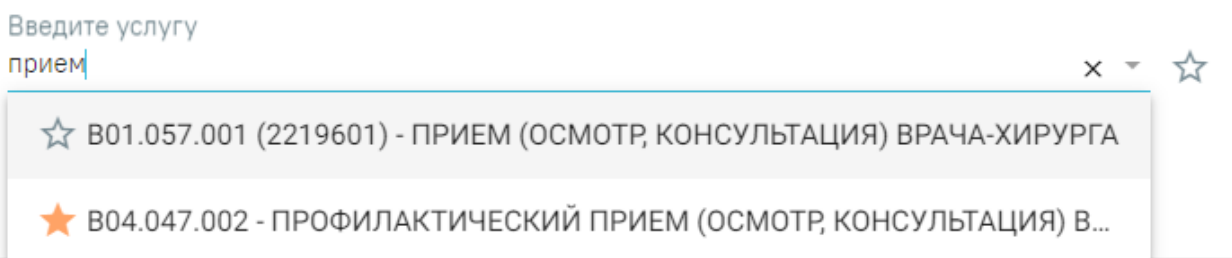 Введите услугу
прием
B01.057.001 (2219601) - ПРИЕМ (ОСМОТР, КОНСУЛЬТАЦИЯ) ВРАЧА-ХИРУРГА
B04.047.002 - ПРОФИЛАКТИЧЕСКИЙ ПРИЕМ (ОСМОТР, КОНСУЛЬТАЦИЯ) В...